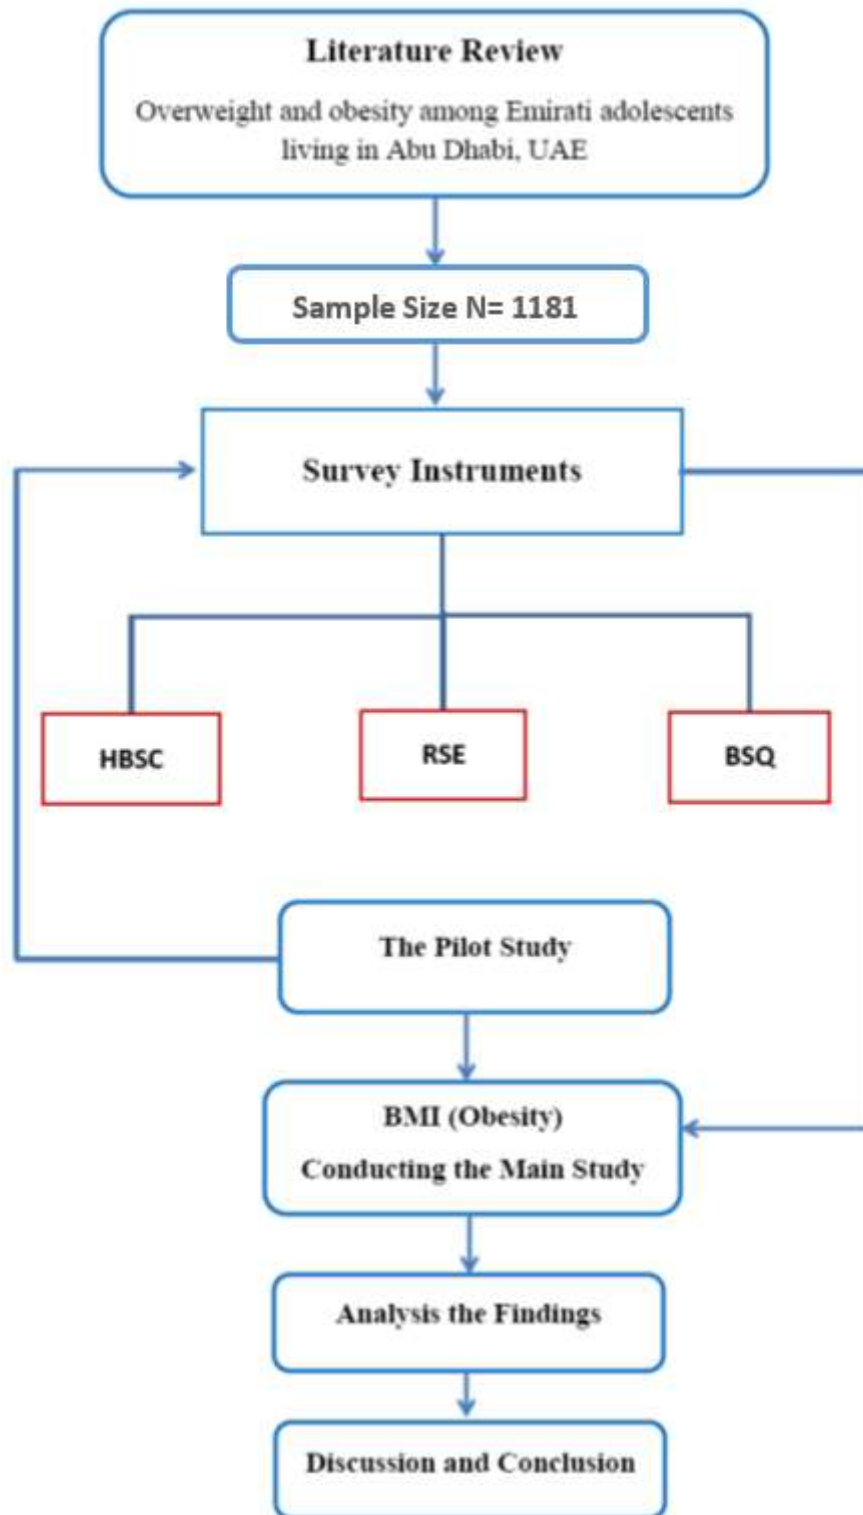 Literature Review
Overweight and obesity among Emirati adolescents
living in Abu Dhabi, UAE
Sample Size N= 1181
Survey Instruments
HBSC
RSE
BSQ
The Pilot Study
BMI (Obesity)
Conducting the Main Study
Analysis the Findings
Discussion and Conclusion